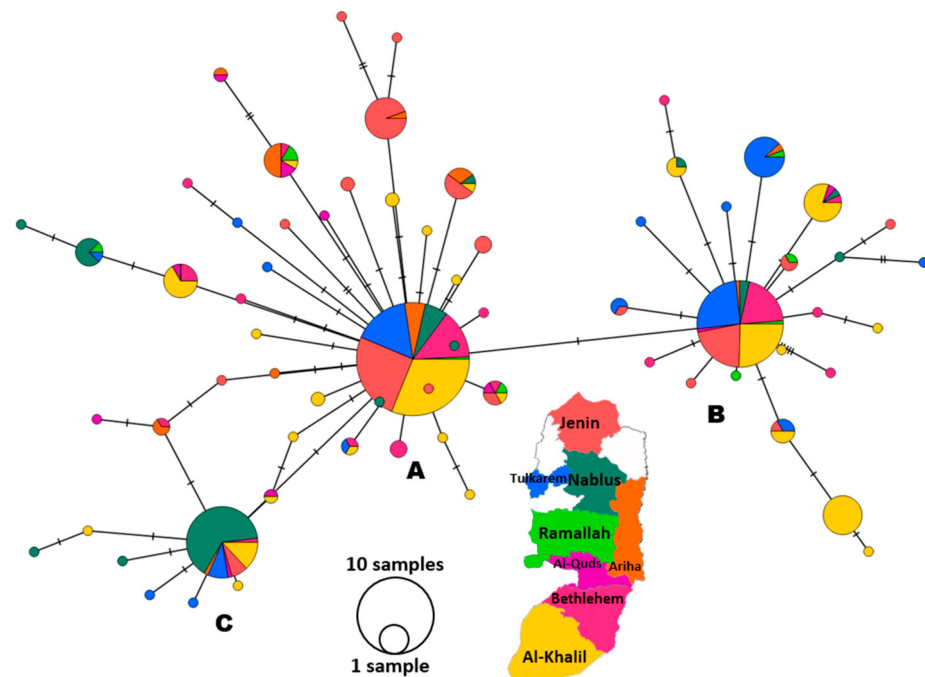 A
B
C
10 samples
1 sample
Jenin
Tulkarem
Nablus
Ramallah
Al-Quds
Ariha
Bethlehem
Al-Khalil